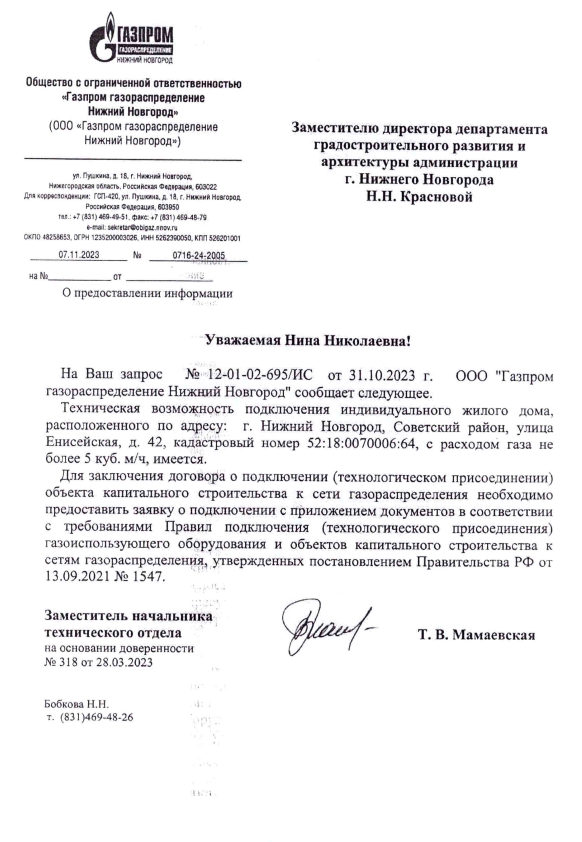 ГАЗПРОМ
ГАЗОРАСПРЕДЕЛЕНИЕ
НИЖНИЙ НОВГОРОД
Общество с ограниченной ответственностью
«Газпром газораспределение
Нижний Новгород»
(ООО «Газпром газораспределение
Нижний Новгород»)
ул. Пушкина, д. 18, г. Нижний Новгород,
Нижегородская область, Российская Федерация, 603022
Для корреспонденции: ГСП-420, ул. Пушкина, д. 18, г. Нижний Новгород,
Российская Федерация, 603950
тел.: +7 (831) 469-49-51, факс: +7 (831) 469-48-79
e-mail: sekretar@oblgaz.nnov.ru
ОКПО 48258653, ОГРН 1235200003026, ИНН 5262390050, КПП 526201001
07.11.2023 № 0716-24-2005
на № от
О предоставлении информации
Заместителю директора департамента
градостроительного развития и
архитектуры администрации
г. Нижнего Новгорода
Н.Н. Красновой
Уважаемая Нина Николаевна!
На Ваш запрос № 12-01-02-695/ИС от 31.10.2023 г. ООО "Газпром
газораспределение Нижний Новгород" сообщает следующее.
Техническая возможность подключения индивидуального жилого дома,
расположенного по адресу: г. Нижний Новгород, Советский район, улица
Енисейская, д. 42, кадастровый номер 52:18:0070006:64, с расходом газа не
более 5 куб. м/ч, имеется.
Для заключения договора о подключении (технологическом присоединении)
объекта капитального строительства к сети газораспределения необходимо
предоставить заявку о подключении с приложением документов в соответствии
с требованиями Правил подключения (технологического присоединения)
газоиспользующего оборудования и объектов капитального строительства к
сетям газораспределения, утвержденных постановлением Правительства РФ от
13.09.2021 № 1547.
Заместитель начальника
технического отдела
на основании доверенности
№ 318 от 28.03.2023
Т. В. Мамаевская
Бобкова Н.Н.
т. (831)469-48-26